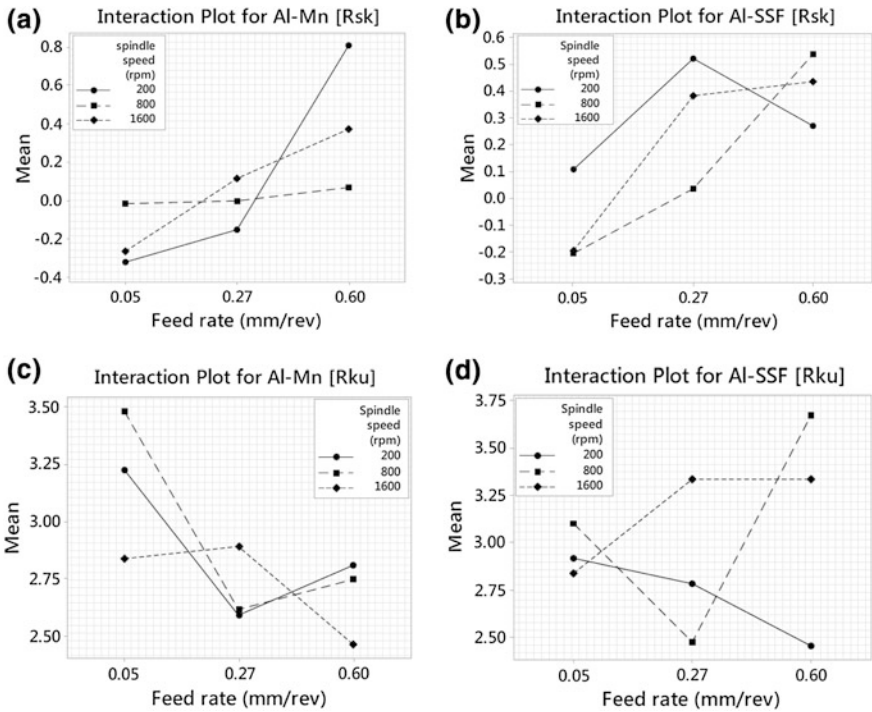 (a)
Interaction Plot for Al-Mn [Rsk]
spindle
speed
(rpm)
200
800
1600
0.8
0.6
0.4
0.2
0.0
-0.2
-0.4
Mean
0.05 0.27 0.60
Feed rate (mm/rev)
(b)
Interaction Plot for Al-SSF [Rsk]
Spindle
speed
(rpm)
200
800
1600
0.6
0.5
0.4
0.3
0.2
0.1
0.0
-0.1
-0.2
-0.3
Mean
0.05 0.27 0.60
Feed rate (mm/rev)
(c)
Interaction Plot for Al-Mn [Rku]
Spindle
speed
(rpm)
200
800
1600
3.50
3.25
3.00
2.75
2.50
Mean
0.05 0.27 0.60
Feed rate (mm/rev)
(d)
Interaction Plot for Al-SSF [Rku]
Spindle
speed
(rpm)
200
800
1600
3.75
3.50
3.25
3.00
2.75
2.50
Mean
0.05 0.27 0.60
Feed rate (mm/rev)